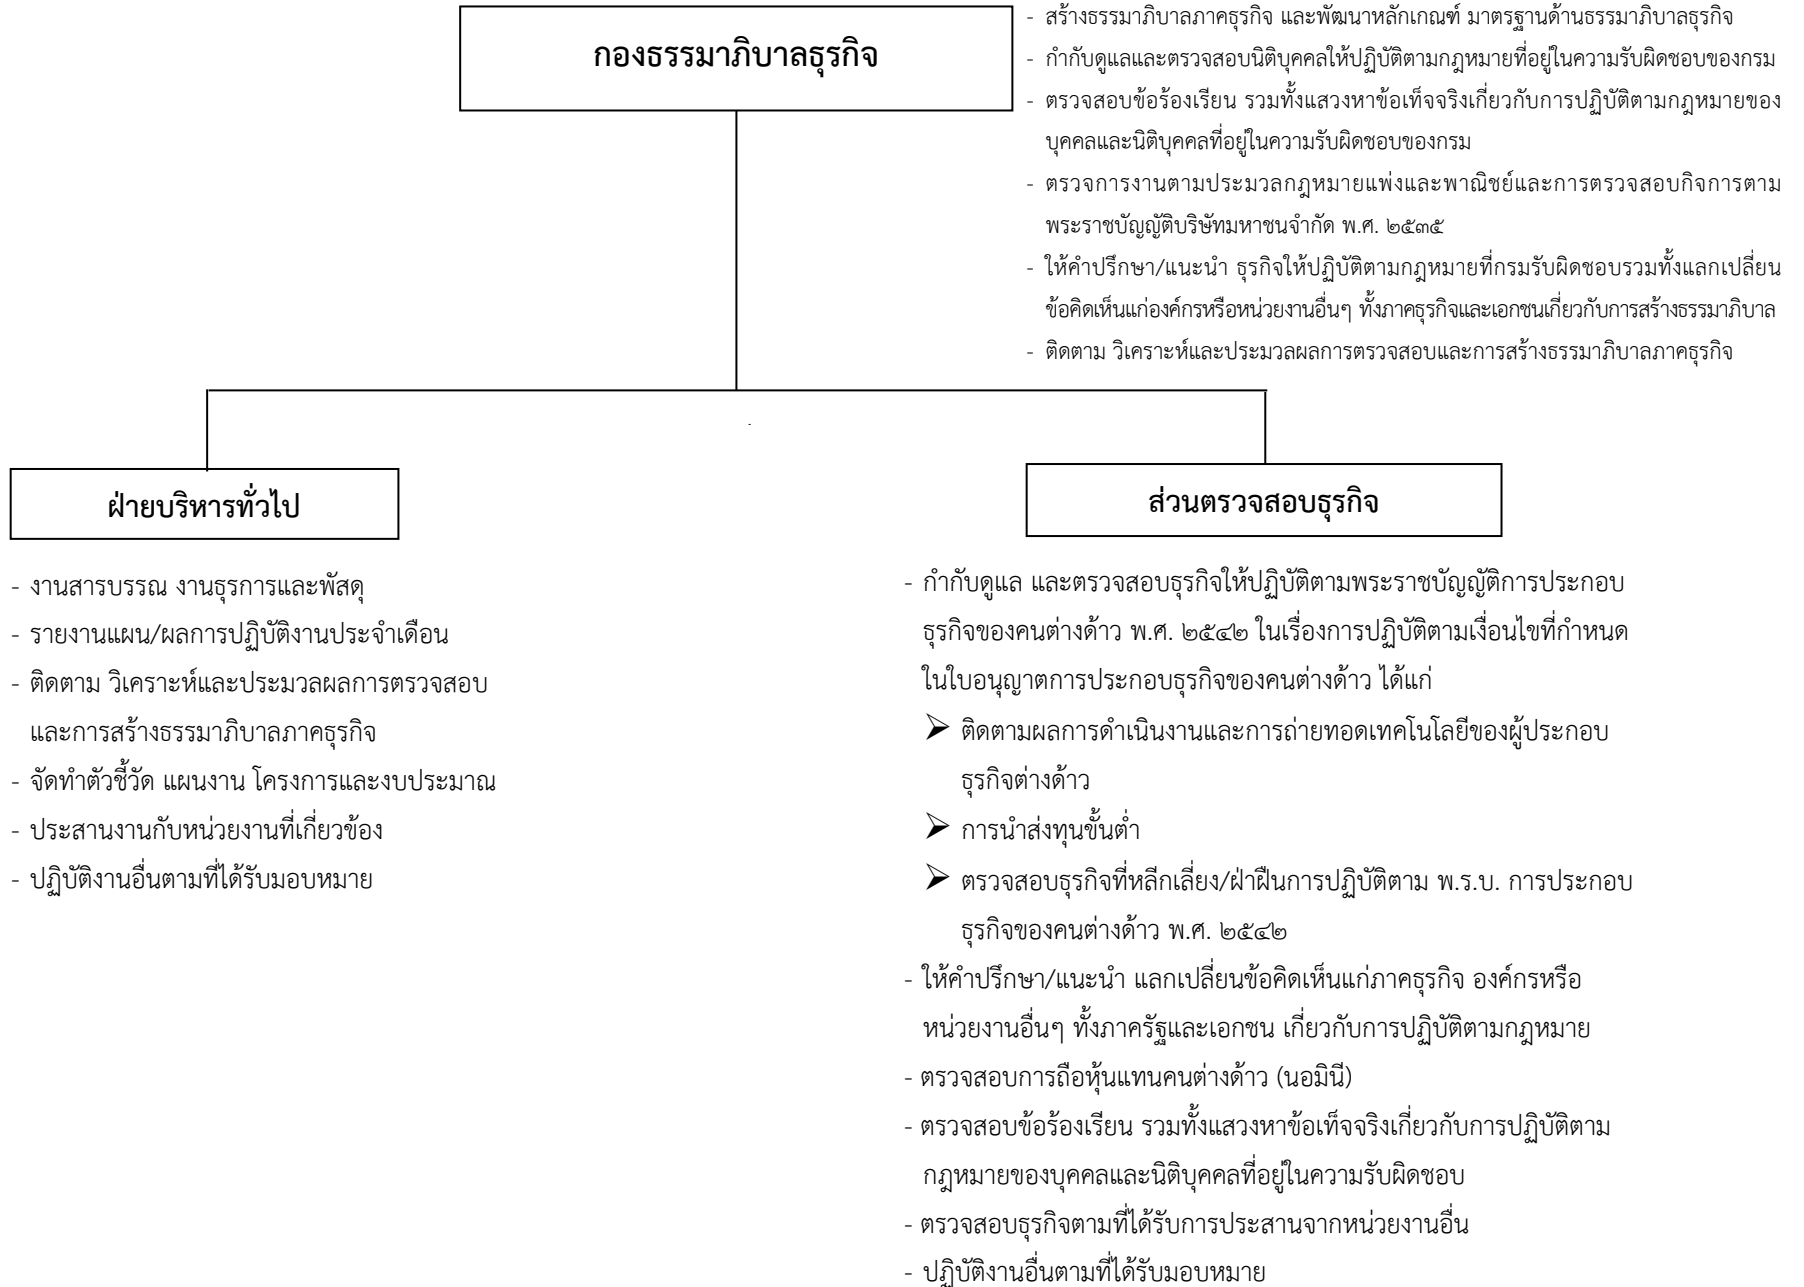 กองธรรมาภิบาลธุรกิจ
- สร้างธรรมาภิบาลภาคธุรกิจ และพัฒนาหลักเกณฑ์ มาตรฐานด้านธรรมาภิบาลธุรกิจ
- กำกับดูแลและตรวจสอบนิติบุคคลให้ปฏิบัติตามกฎหมายที่อยู่ในความรับผิดชอบของกรม
- ตรวจสอบข้อร้องเรียน รวมทั้งแสวงหาข้อเท็จจริงเกี่ยวกับการปฏิบัติตามกฎหมายของ
บุคคลและนิติบุคคลที่อยู่ในความรับผิดชอบของกรม
- ตรวจการงานตามประมวลกฎหมายแพ่งและพาณิชย์และการตรวจสอบกิจการตาม
พระราชบัญญัติบริษัทมหาชนจำกัด พ.ศ. ๒๕๓๕
- ให้คำปรึกษา/แนะนำ ธุรกิจให้ปฏิบัติตามกฎหมายที่กรมรับผิดชอบรวมทั้งแลกเปลี่ยน
ข้อคิดเห็นแก่องค์กรหรือหน่วยงานอื่นๆ ทั้งภาคธุรกิจและเอกชนเกี่ยวกับการสร้างธรรมาภิบาล
- ติดตาม วิเคราะห์และประมวลผลการตรวจสอบและการสร้างธรรมาภิบาลภาคธุรกิจ
ฝ่ายบริหารทั่วไป
- งานสารบรรณ งานธุรการและพัสดุ
- รายงานแผน/ผลการปฏิบัติงานประจำเดือน
- ติดตาม วิเคราะห์และประมวลผลการตรวจสอบ
และการสร้างธรรมาภิบาลภาคธุรกิจ
- จัดทำตัวชี้วัด แผนงาน โครงการและงบประมาณ
- ประสานงานกับหน่วยงานที่เกี่ยวข้อง
- ปฏิบัติงานอื่นตามที่ได้รับมอบหมาย
ส่วนตรวจสอบธุรกิจ
- กำกับดูแล และตรวจสอบธุรกิจให้ปฏิบัติตามพระราชบัญญัติการประกอบ
ธุรกิจของคนต่างด้าว พ.ศ. ๒๕๔๒ ในเรื่องการปฏิบัติตามเงื่อนไขที่กำหนด
ในใบอนุญาตการประกอบธุรกิจของคนต่างด้าว ได้แก่
➢ ติดตามผลการดำเนินงานและการถ่ายทอดเทคโนโลยีของผู้ประกอบ
ธุรกิจต่างด้าว
➢ การนำส่งทุนขั้นต่ำ
➢ ตรวจสอบธุรกิจที่หลีกเลี่ยง/ฝ่าฝืนการปฏิบัติตาม พ.ร.บ. การประกอบ
ธุรกิจของคนต่างด้าว พ.ศ. ๒๕๔๒
- ให้คำปรึกษา/แนะนำ แลกเปลี่ยนข้อคิดเห็นแก่ภาคธุรกิจ องค์กรหรือ
หน่วยงานอื่นๆ ทั้งภาครัฐและเอกชน เกี่ยวกับการปฏิบัติตามกฎหมาย
- ตรวจสอบการถือหุ้นแทนคนต่างด้าว (นอมินี)
- ตรวจสอบข้อร้องเรียน รวมทั้งแสวงหาข้อเท็จจริงเกี่ยวกับการปฏิบัติตาม
กฎหมายของบุคคลและนิติบุคคลที่อยู่ในความรับผิดชอบ
- ตรวจสอบธุรกิจตามที่ได้รับการประสานจากหน่วยงานอื่น
- ปฏิบัติงานอื่นตามที่ได้รับมอบหมาย